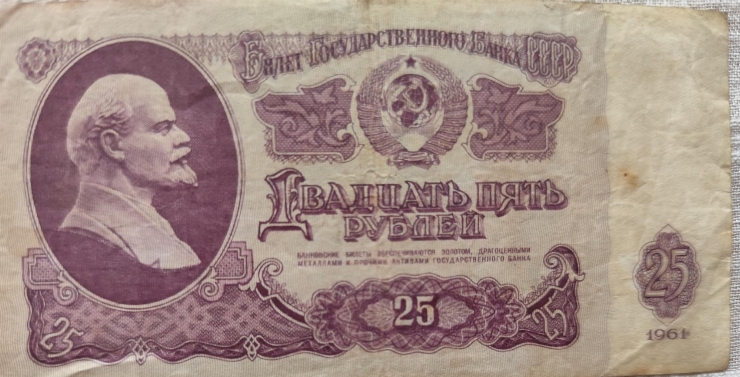 Билет Государственного Банка СССР
Двадцать пять
рублей
БАНКОВСКИЕ БИЛЕТЫ ОБЕСПЕЧИВАЮТСЯ ЗОЛОТОМ, ДРАГОЦЕННЫМИ
МЕТАЛЛАМИ И ПРОЧИМИ АКТИВАМИ ГОСУДАРСТВЕННОГО БАНКА
25
25
25
25
1961